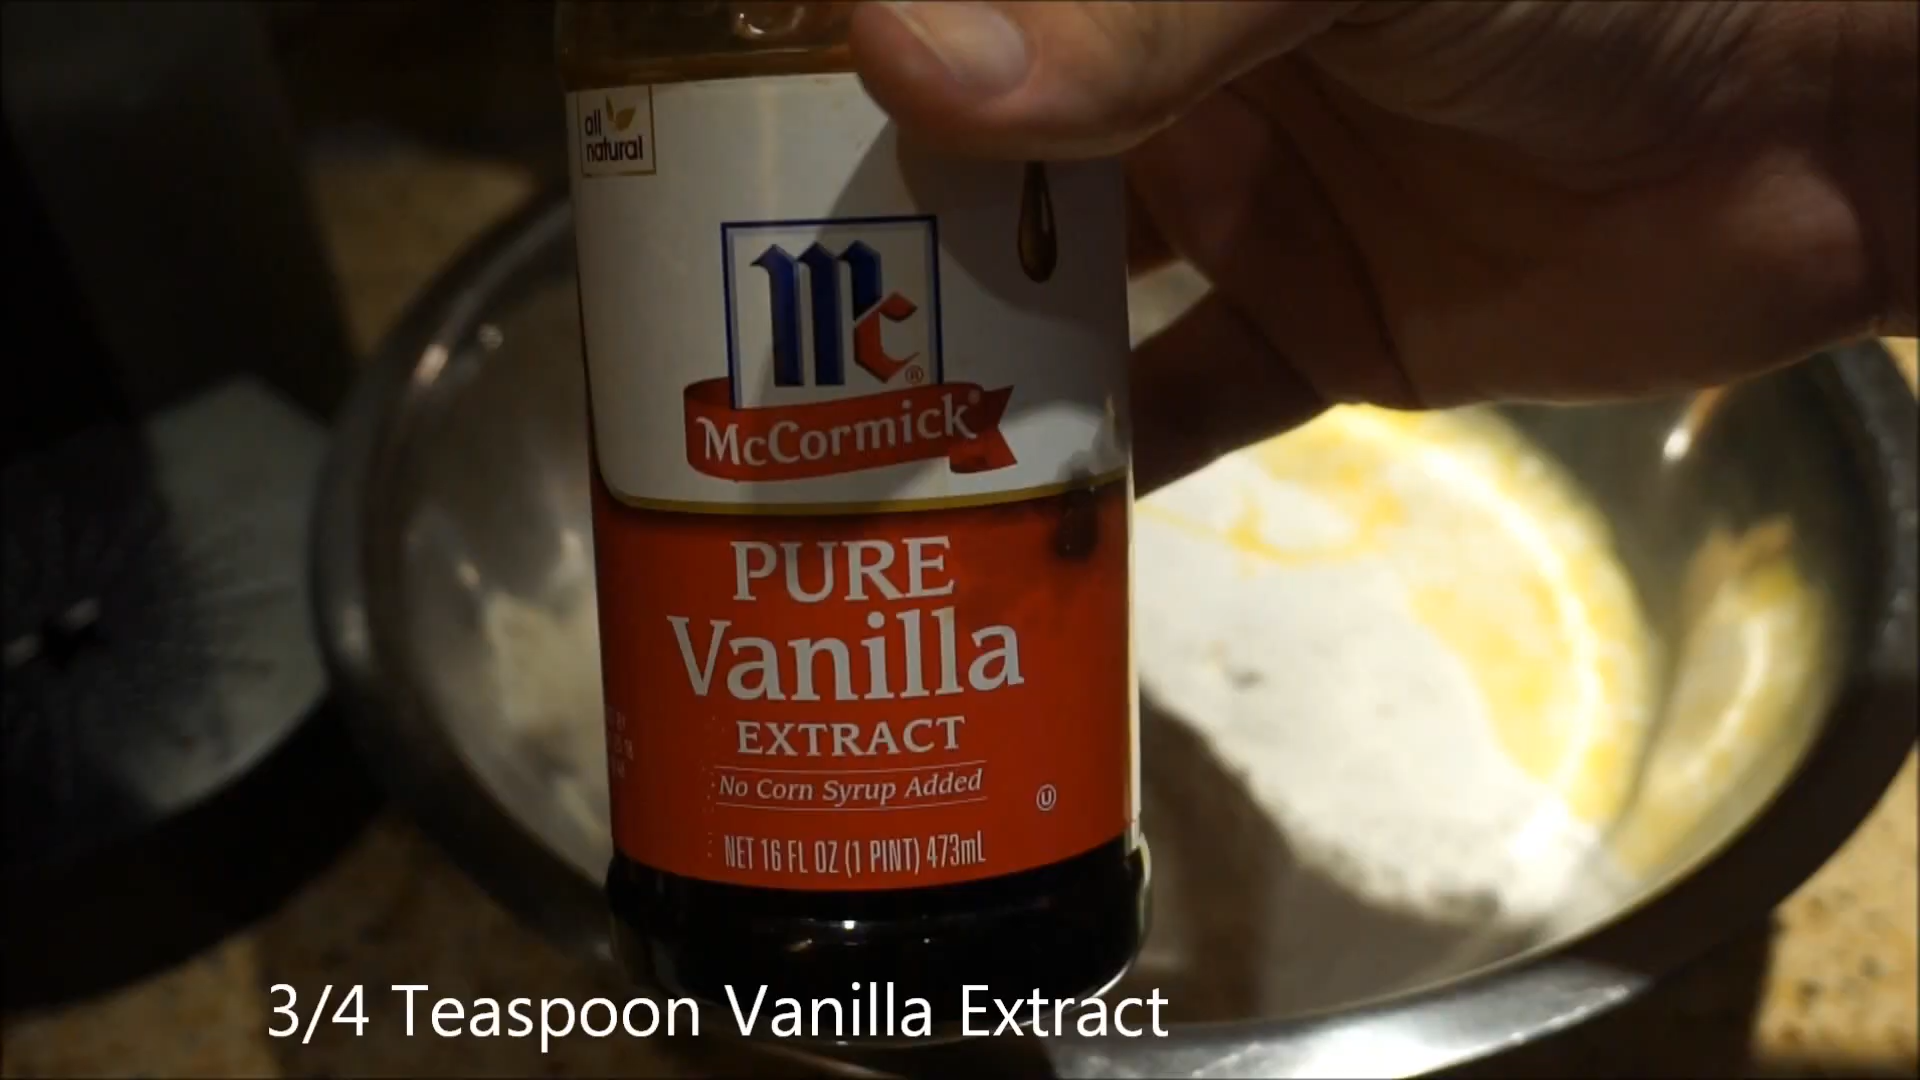 all
natural
Mc®
McCormick®
PURE
Vanilla
EXTRACT
No Corn Syrup Added
U
NET 16 FL OZ (1 PINT) 473mL
3/4 Teaspoon Vanilla Extract